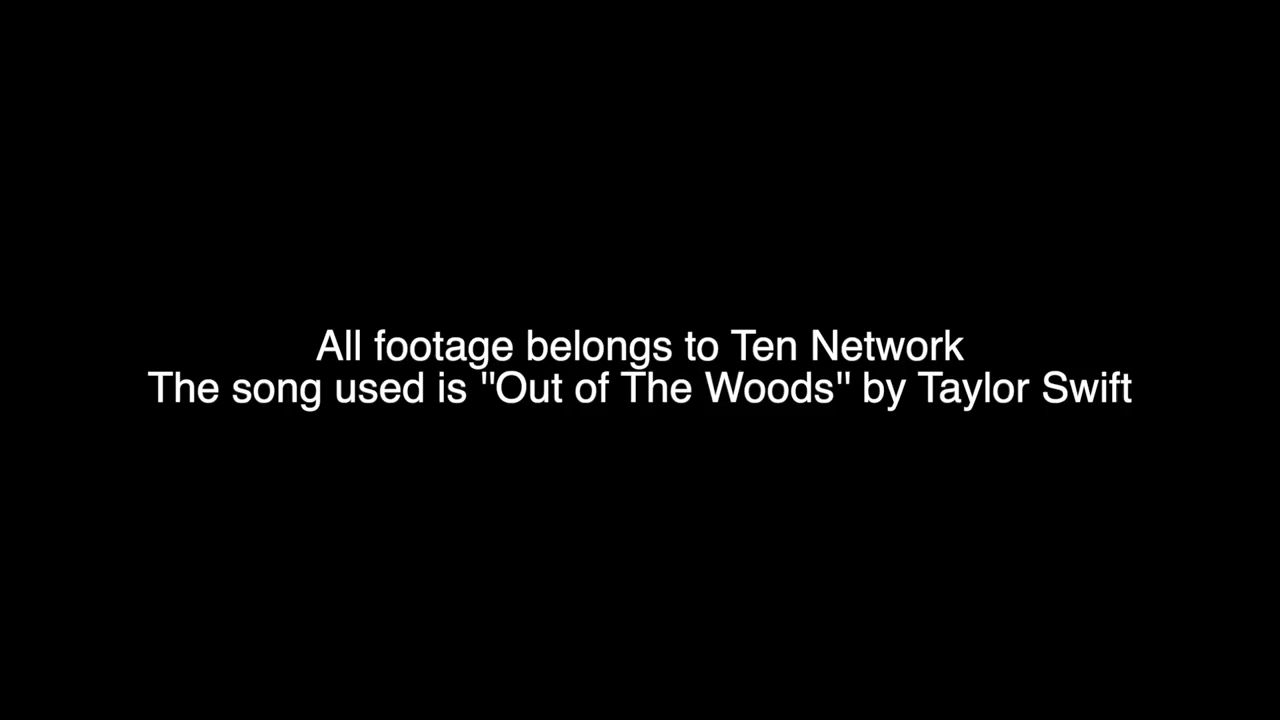 All footage belongs to Ten Network
The song used is "Out of The Woods" by Taylor Swift